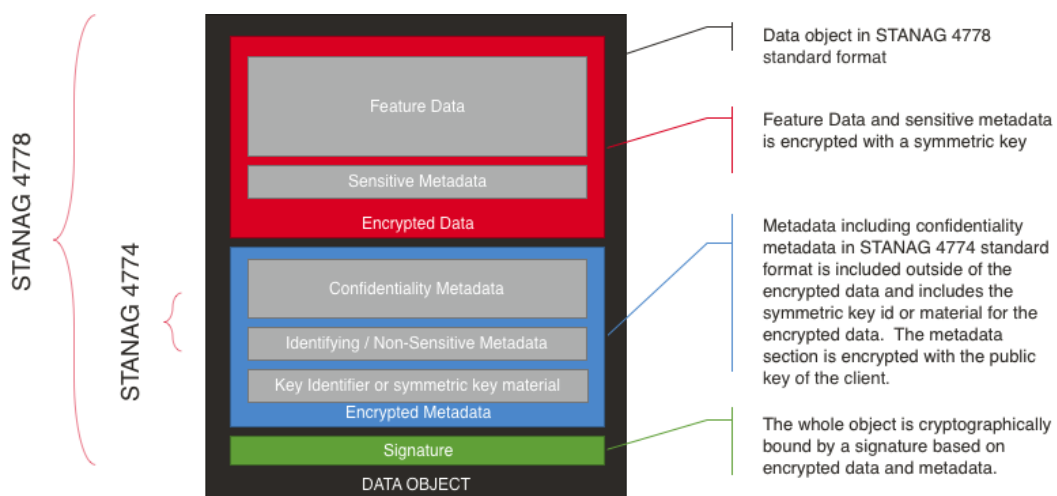 STANAG 4778
STANAG 4774
Feature Data
Sensitive Metadata
Encrypted Data
Confidentiality Metadata
Identifying / Non-Sensitive Metadata
Key Identifier or symmetric key material
Encrypted Metadata
Signature
DATA OBJECT
Data object in STANAG 4778
standard format
Feature Data and sensitive metadata
is encrypted with a symmetric key
Metadata including confidentiality
metadata in STANAG 4774 standard
format is included outside of the
encrypted data and includes the
symmetric key id or material for the
encrypted data.  The metadata
section is encrypted with the public
key of the client.
The whole object is cryptographically
bound by a signature based on
encrypted data and metadata.